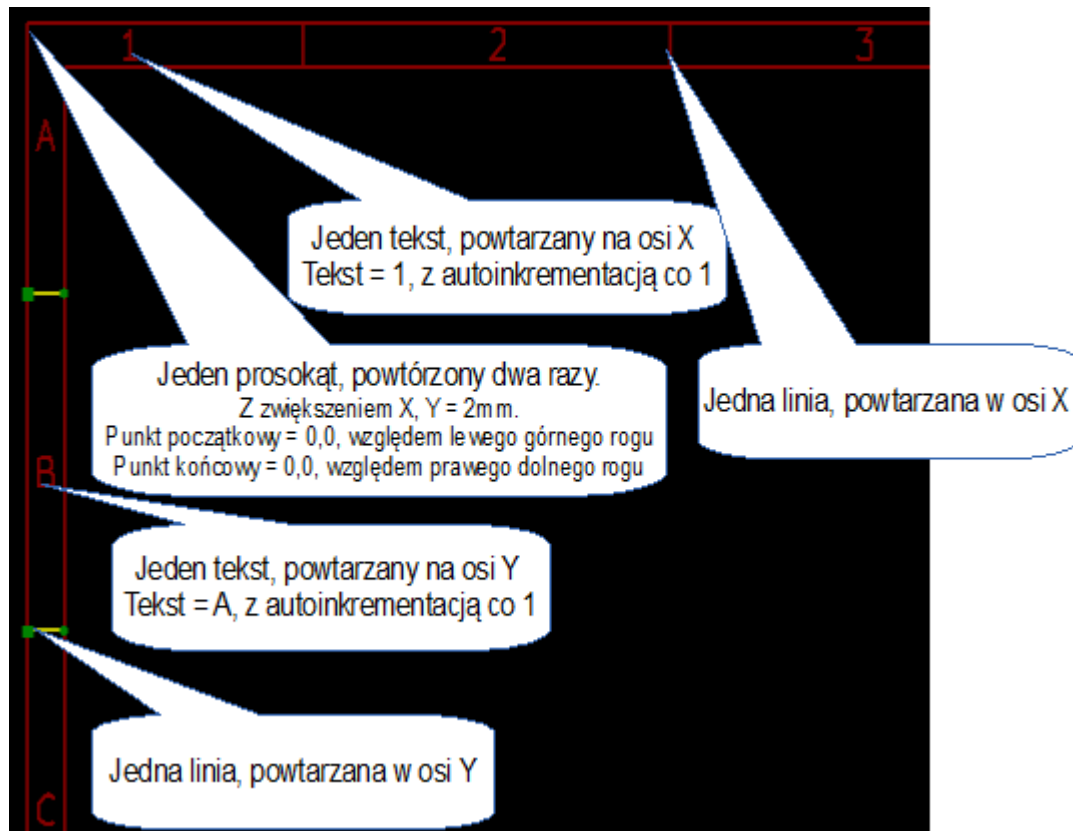 1 2 3
A
Jeden tekst, powtarzany na osi X
Tekst = 1, z autoinkrementacją co 1
Jeden prosokąt, powtórzony dwa razy.
Z zwiększeniem X, Y = 2mm.
Punkt początkowy = 0,0, względem lewego górnego rogu
Punkt końcowy = 0,0, względem prawego dolnego rogu
Jedna linia, powtarzana w osi X
B
Jeden tekst, powtarzany na osi Y
Tekst = A, z autoinkrementacją co 1
Jedna linia, powtarzana w osi Y
C